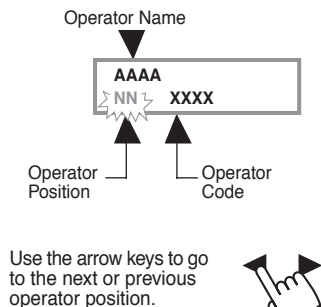 Operator Name
AAAA
NN XXXX
Operator Position
Operator Code
Use the arrow keys to go
to the next or previous
operator position.